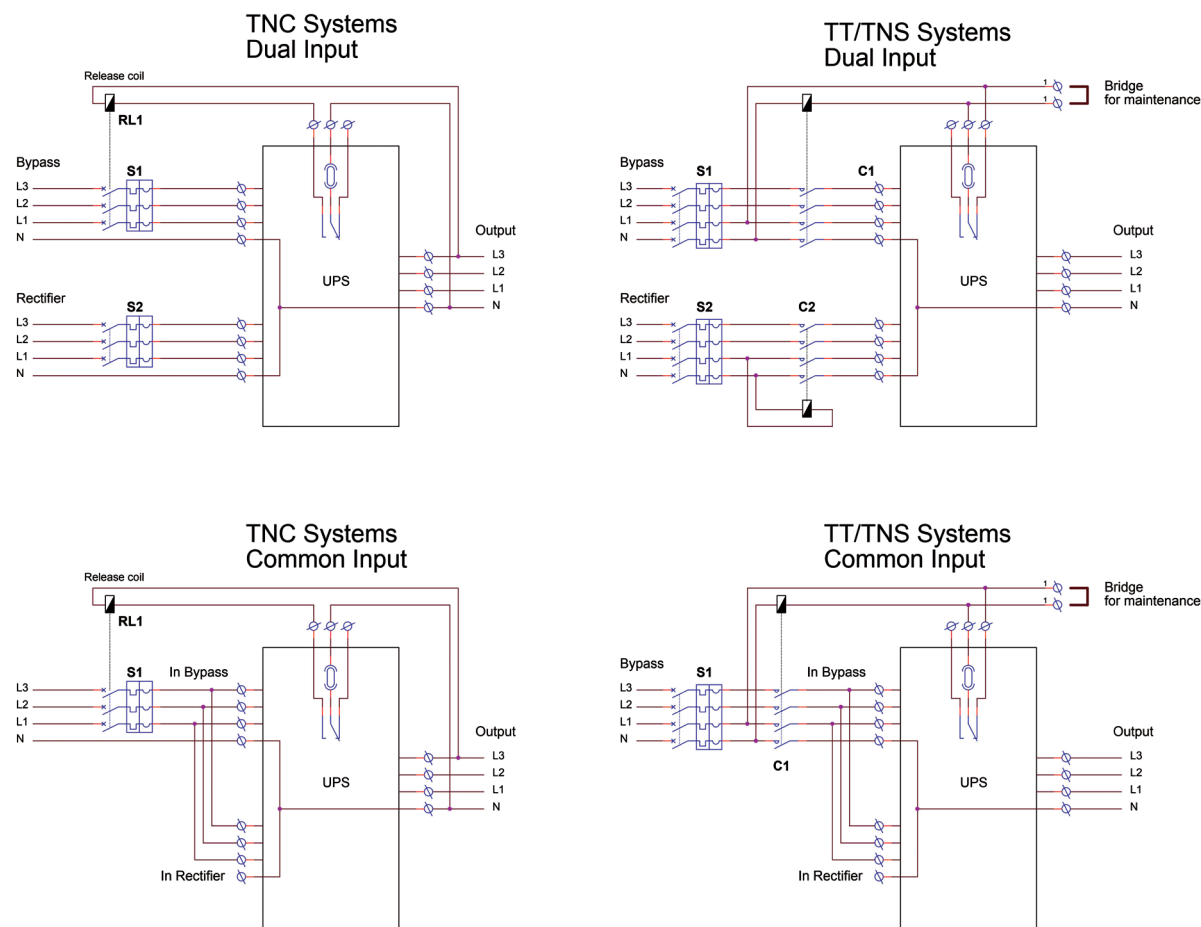 TNC Systems
Dual Input
Release coil
RL1
Bypass
S1
L3
L2
L1
N
Output
L3
L2
L1
N
UPS
Rectifier
S2
L3
L2
L1
N
TT/TNS Systems
Dual Input
1
1
Bridge
for maintenance
Bypass
S1
C1
L3
L2
L1
N
Output
L3
L2
L1
N
UPS
Rectifier
S2
C2
L3
L2
L1
N
TNC Systems
Common Input
Release coil
RL1
S1
In Bypass
L3
L2
L1
N
Output
L3
L2
L1
N
UPS
In Rectifier
TT/TNS Systems
Common Input
1
1
Bridge
for maintenance
Bypass
S1
In Bypass
L3
L2
L1
N
C1
Output
L3
L2
L1
N
UPS
In Rectifier